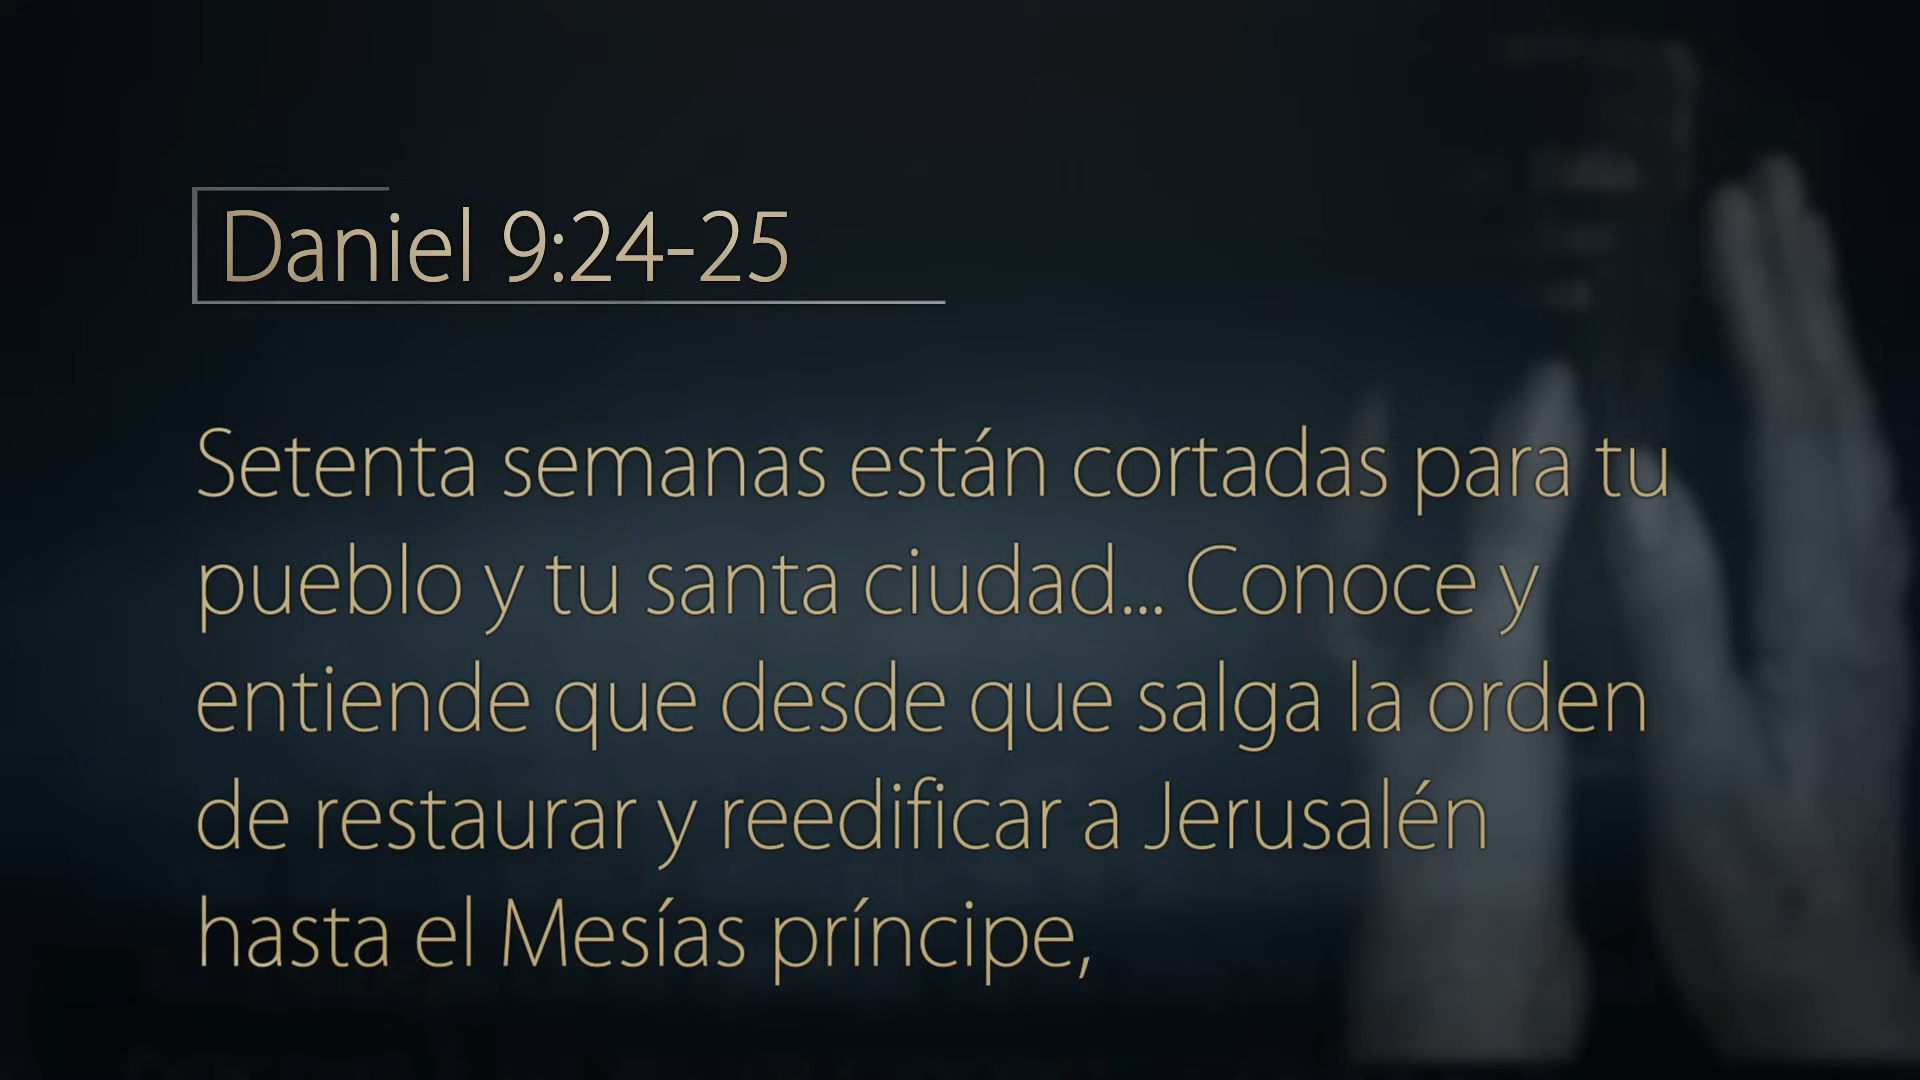 Daniel 9:24-25
Setenta semanas están cortadas para tu
pueblo y tu santa ciudad... Conoce y
entiende que desde que salga la orden
de restaurar y reedificar a Jerusalén
hasta el Mesías príncipe,